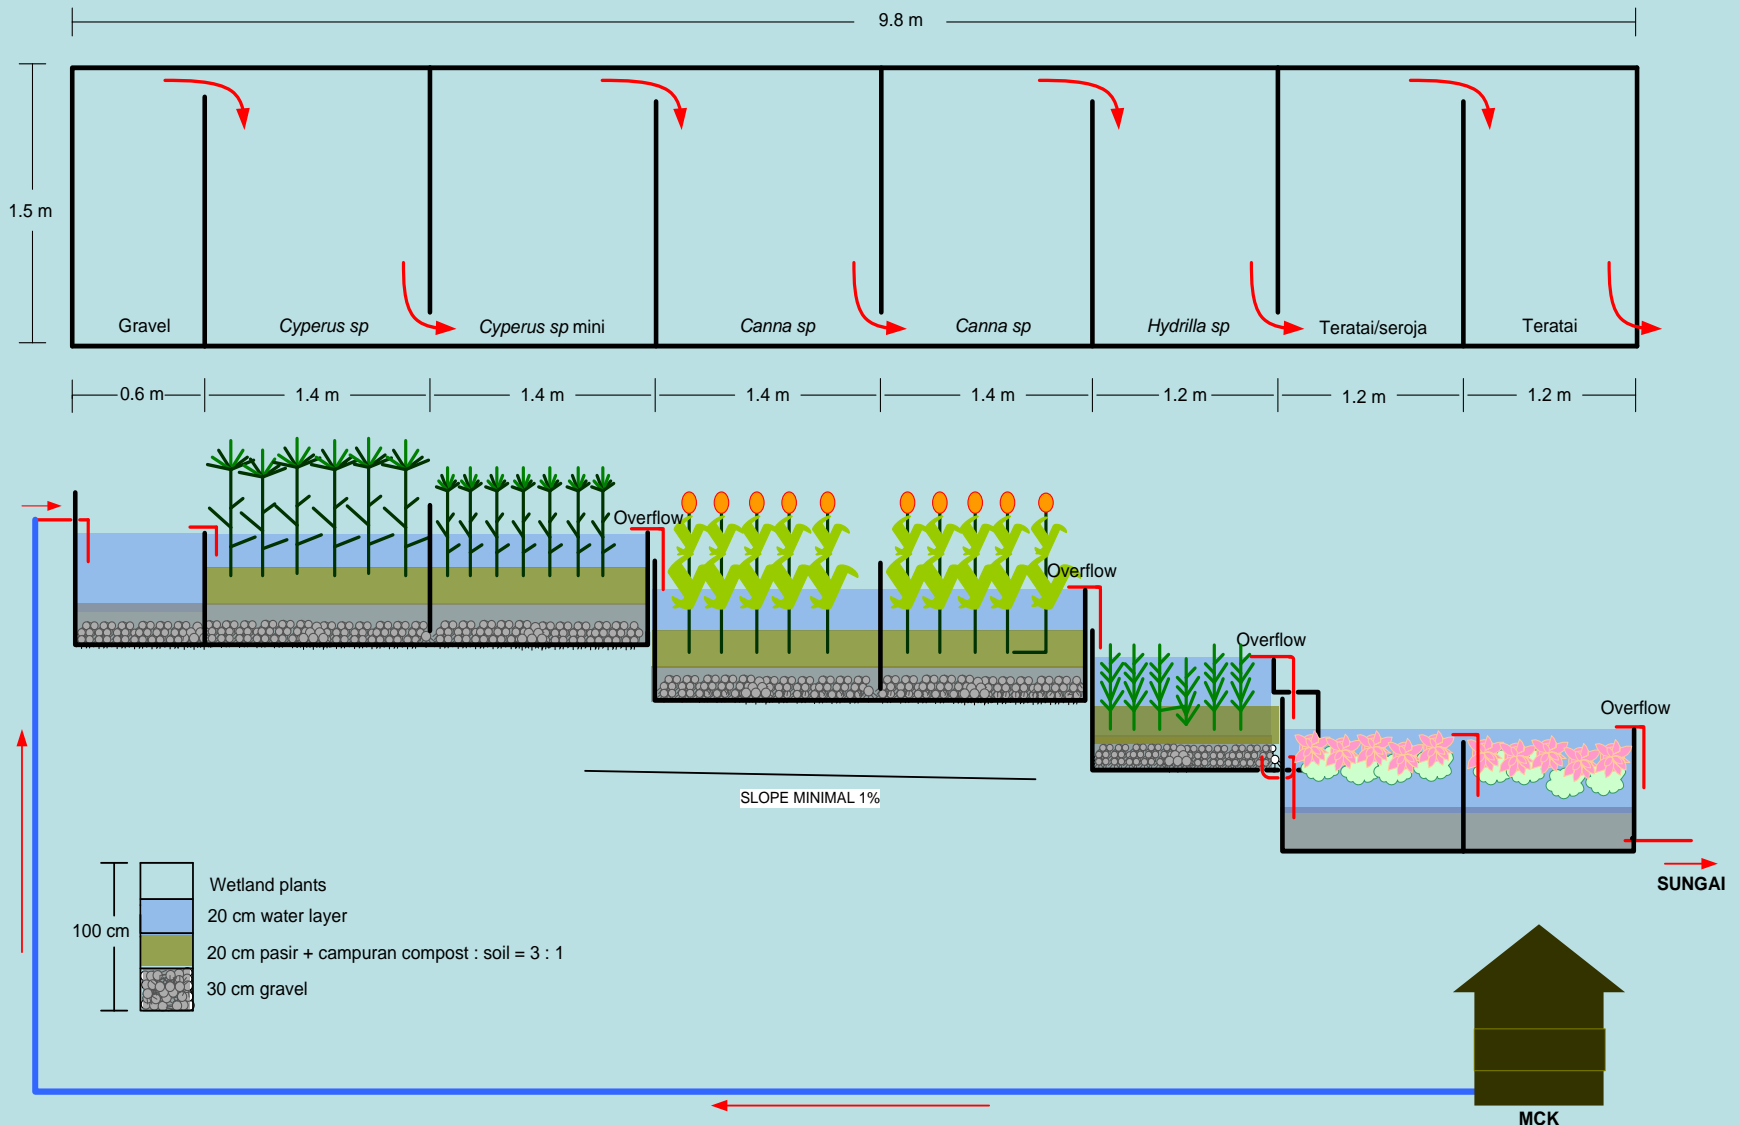 9.8 m
1.5 m
Gravel
Cyperus sp
Cyperus sp mini
Canna sp
Canna sp
Hydrilla sp
Teratai/seroja
Teratai
0.6 m
1.4 m
1.4 m
1.4 m
1.4 m
1.2 m
1.2 m
1.2 m
Overflow
Overflow
Overflow
Overflow
SLOPE MINIMAL 1%
SUNGAI
100 cm
Wetland plants
20 cm water layer
20 cm pasir + campuran compost : soil = 3 : 1
30 cm gravel
MCK